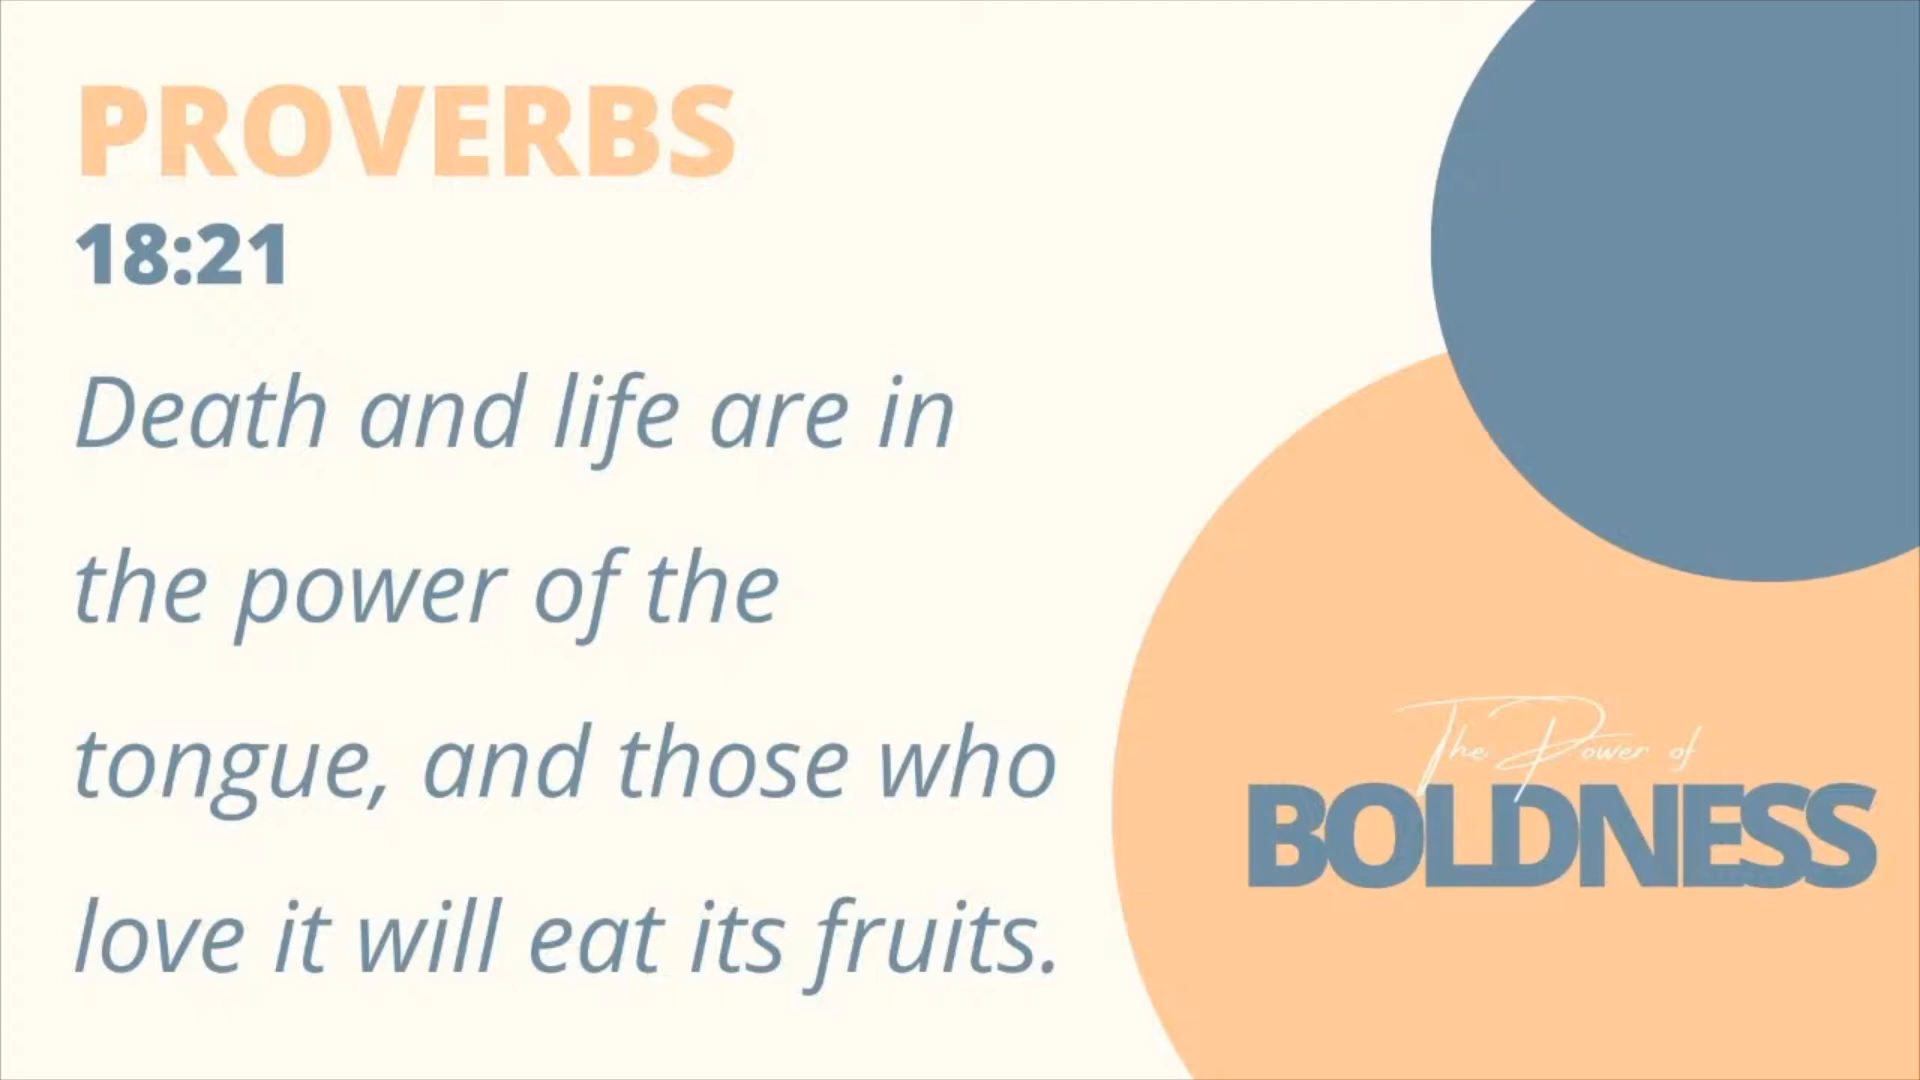 PROVERBS
18:21
Death and life are in
the power of the
tongue, and those who
love it will eat its fruits.
The Power of
BOLDNESS